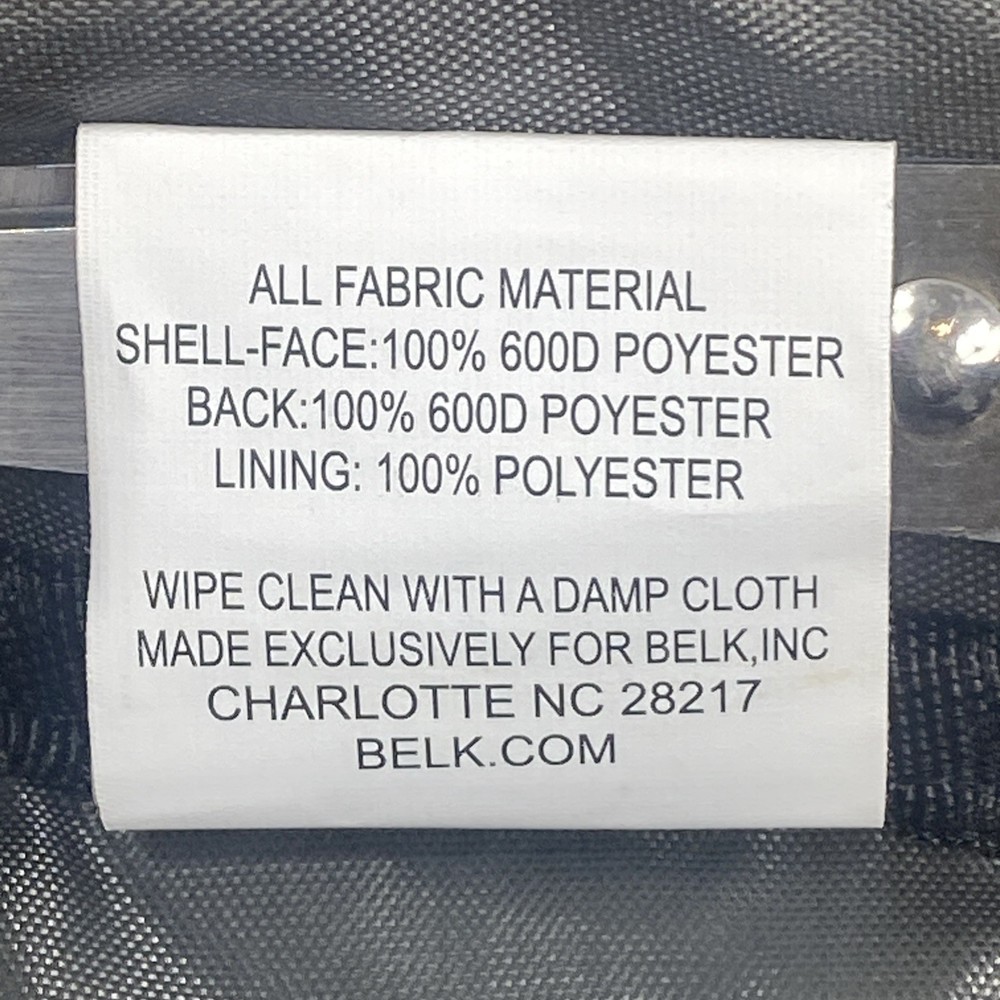 ALL FABRIC MATERIAL
SHELL-FACE:100% 600D POYESTER
BACK:100% 600D POYESTER
LINING: 100% POLYESTER
WIPE CLEAN WITH A DAMP CLOTH
MADE EXCLUSIVELY FOR BELK,INC
CHARLOTTE NC 28217
BELK.COM